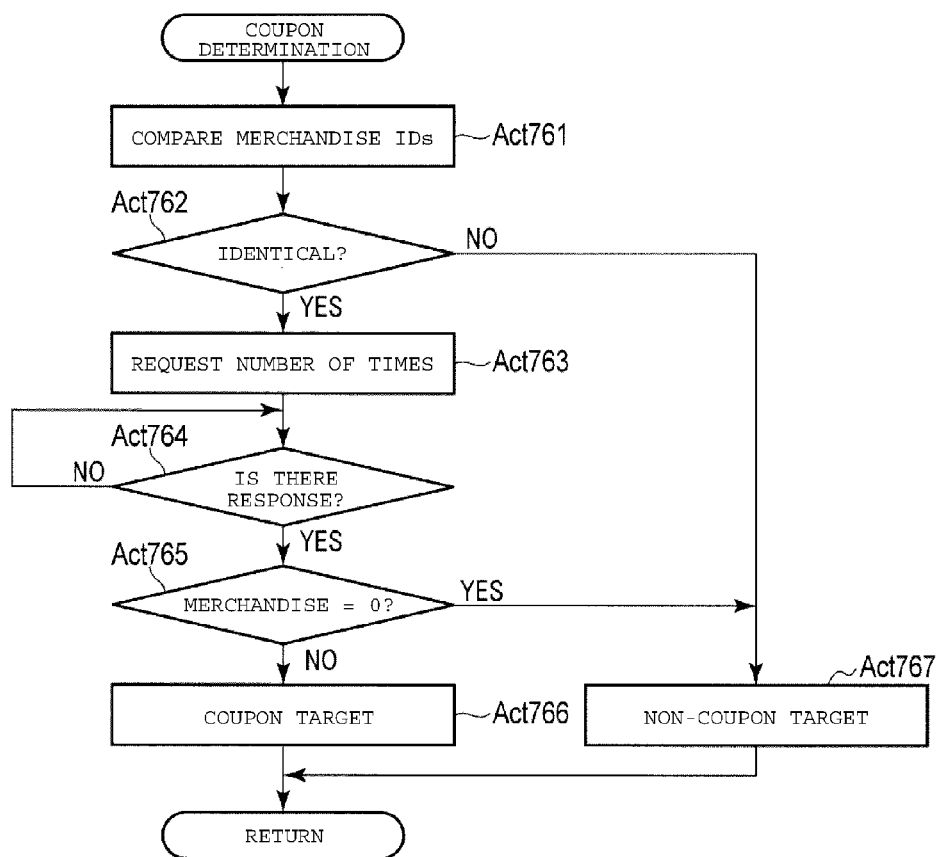 COUPON
DETERMINATION
COMPARE MERCHANDISE IDs
Act761
Act762
IDENTICAL?
NO
YES
REQUEST NUMBER OF TIMES
Act763
Act764
NO
IS THERE
RESPONSE?
YES
Act765
MERCHANDISE = 0?
YES
NO
COUPON TARGET
Act766
Act767
NON-COUPON TARGET
RETURN